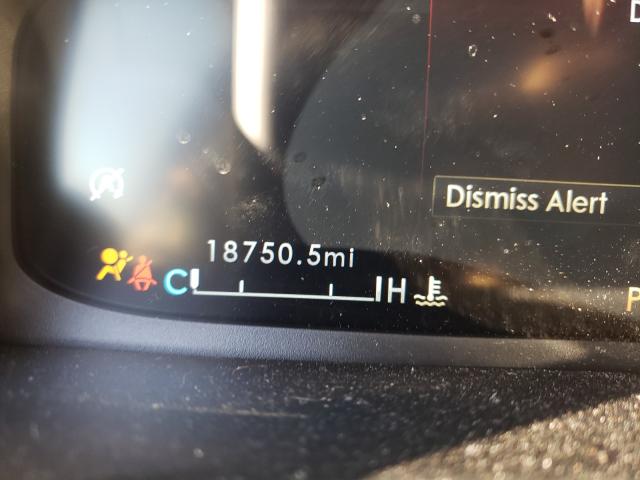 D
Dismiss Alert
18750.5mi
C H
P